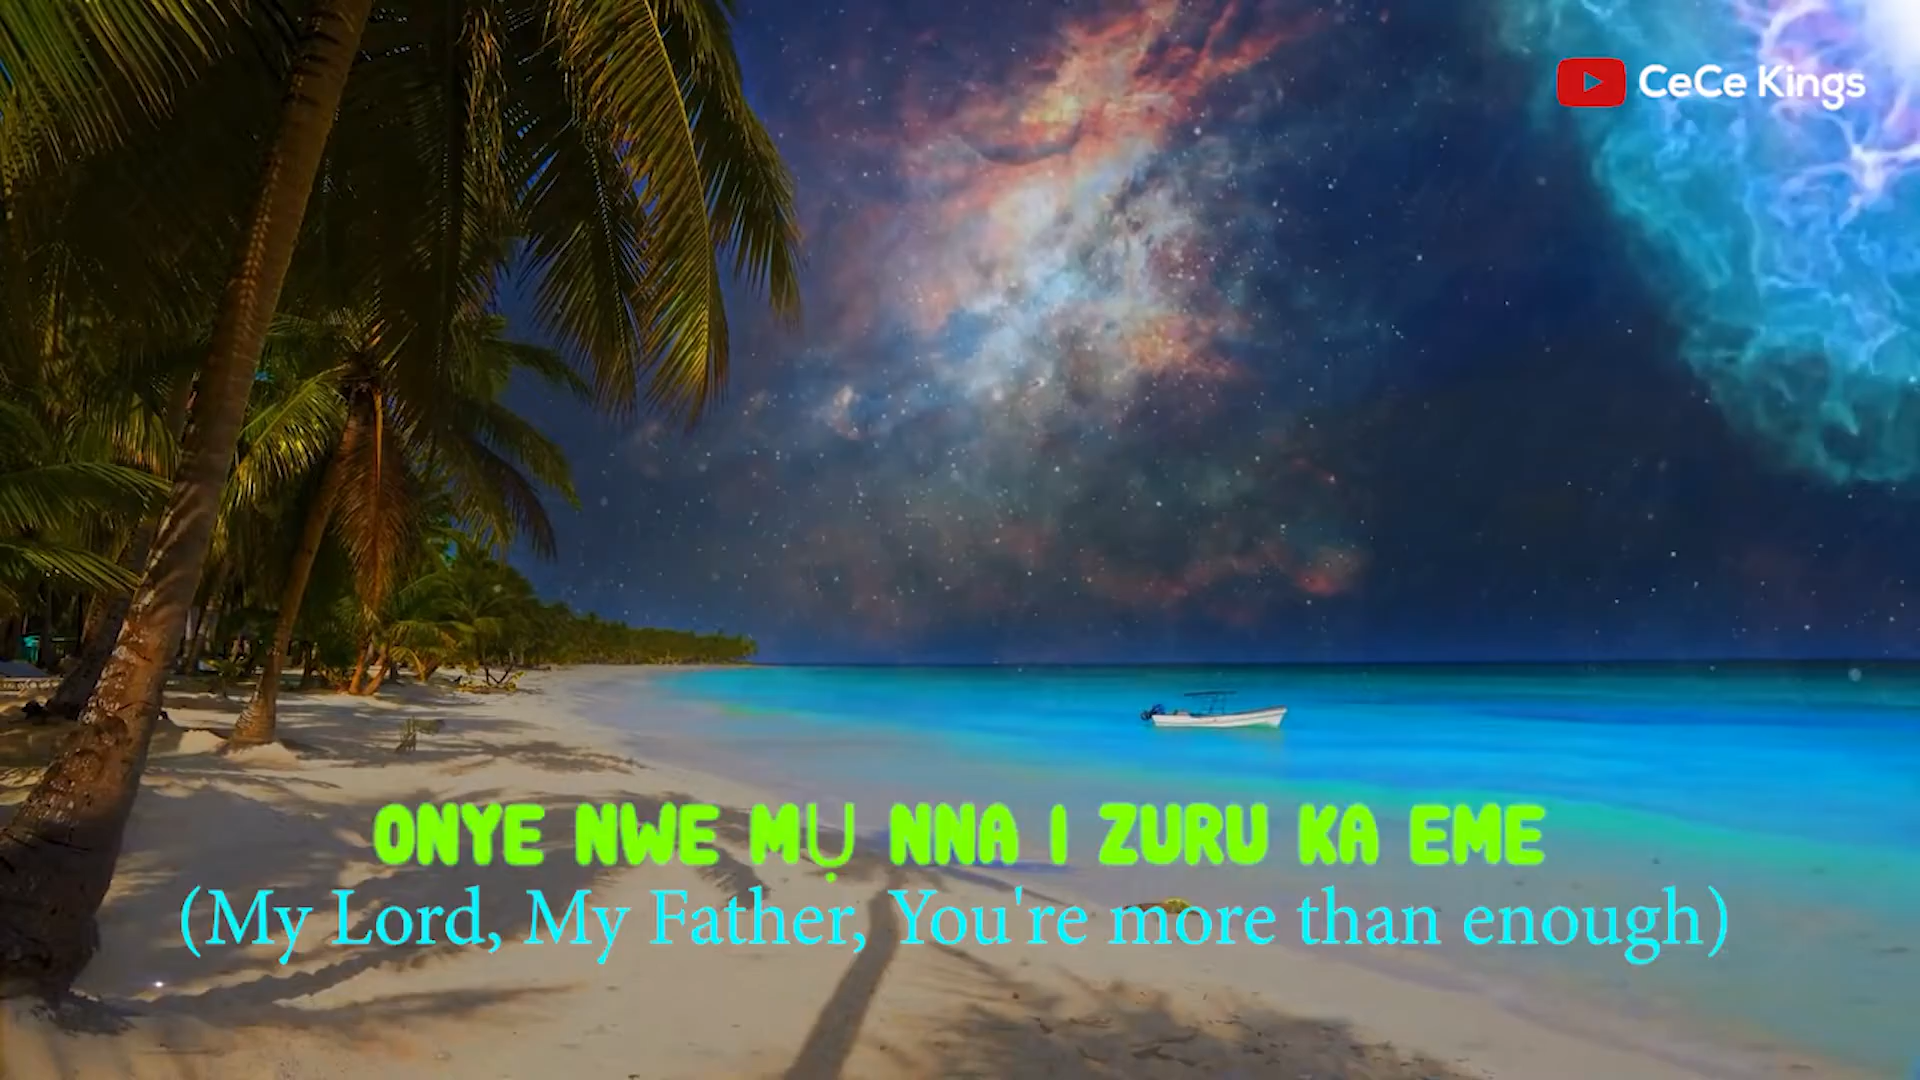 CeCe Kings
ONYE NWE MỤ NNA I ZURU KA EME
(My Lord, My Father, You're more than enough)